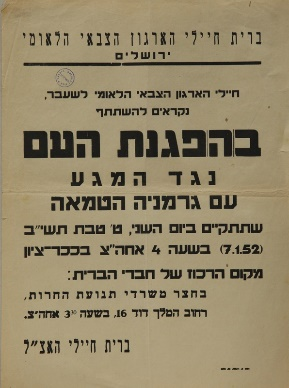 ברית חיילי הארגון הצבאי הלאומי
ירושלים
חיילי הארגון הצבאי הלאומי לשעבר,
נקראים להשתתף
בהפגנת העם
נגד המגע
עם גרמניה הטמאה
שתתקיים ביום השני, ט׳ טבת תשי״ב
(7.1.52) בשעה 4 אחה״צ בככר־ציון
מקום הרכוז של חברי הברית:
בחצר משרדי תנועת החרות,
רחוב המלך דוד 16, בשעה 3³⁰ אחה״צ.
ברית חיילי האצ״ל